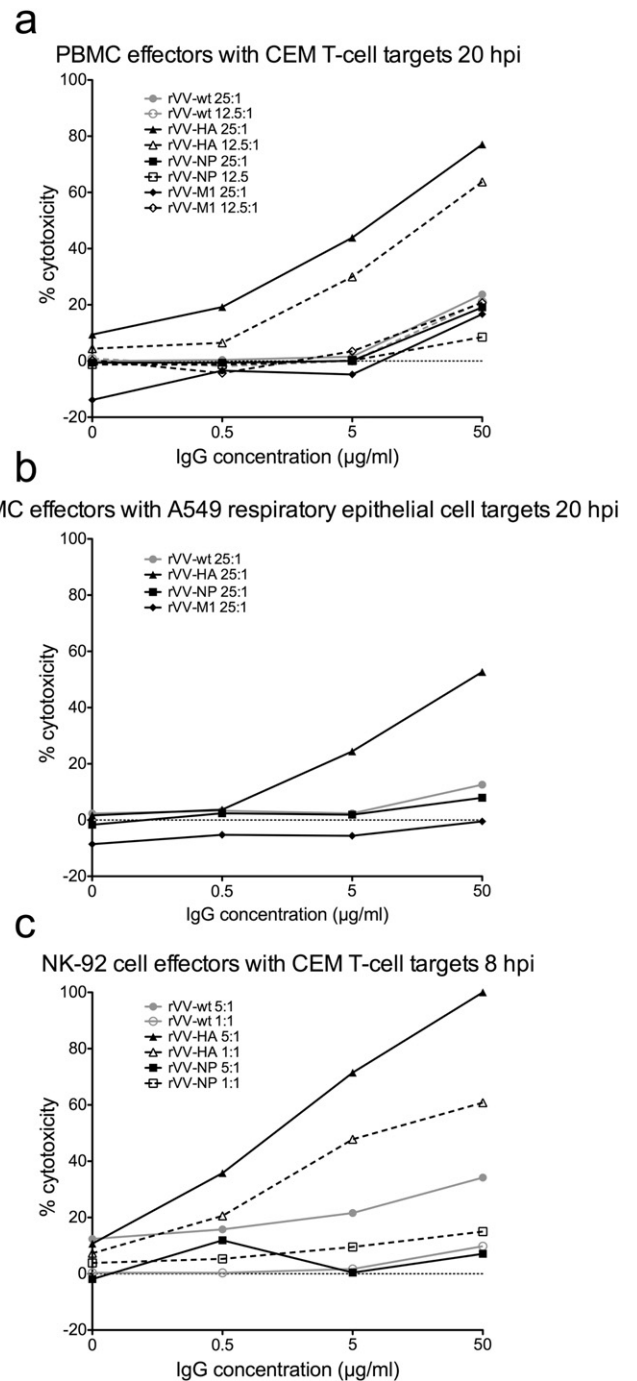 a
PBMC effectors with CEM T-cell targets 20 hpi
100
80
60
40
20
0
-20
% cytotoxicity
rVV-wt 25:1
rVV-wt 12.5:1
rVV-HA 25:1
rVV-HA 12.5:1
rVV-NP 25:1
rVV-NP 12.5
rVV-M1 25:1
rVV-M1 12.5:1
0 0.5 5 50
IgG concentration (µg/ml)
b
MC effectors with A549 respiratory epithelial cell targets 20 hpi
100
80
60
40
20
0
-20
% cytotoxicity
rVV-wt 25:1
rVV-HA 25:1
rVV-NP 25:1
rVV-M1 25:1
0 0.5 5 50
IgG concentration (µg/ml)
c
NK-92 cell effectors with CEM T-cell targets 8 hpi
100
80
60
40
20
0
-20
% cytotoxicity
rVV-wt 5:1
rVV-wt 1:1
rVV-HA 5:1
rVV-HA 1:1
rVV-NP 5:1
rVV-NP 1:1
0 0.5 5 50
IgG concentration (µg/ml)